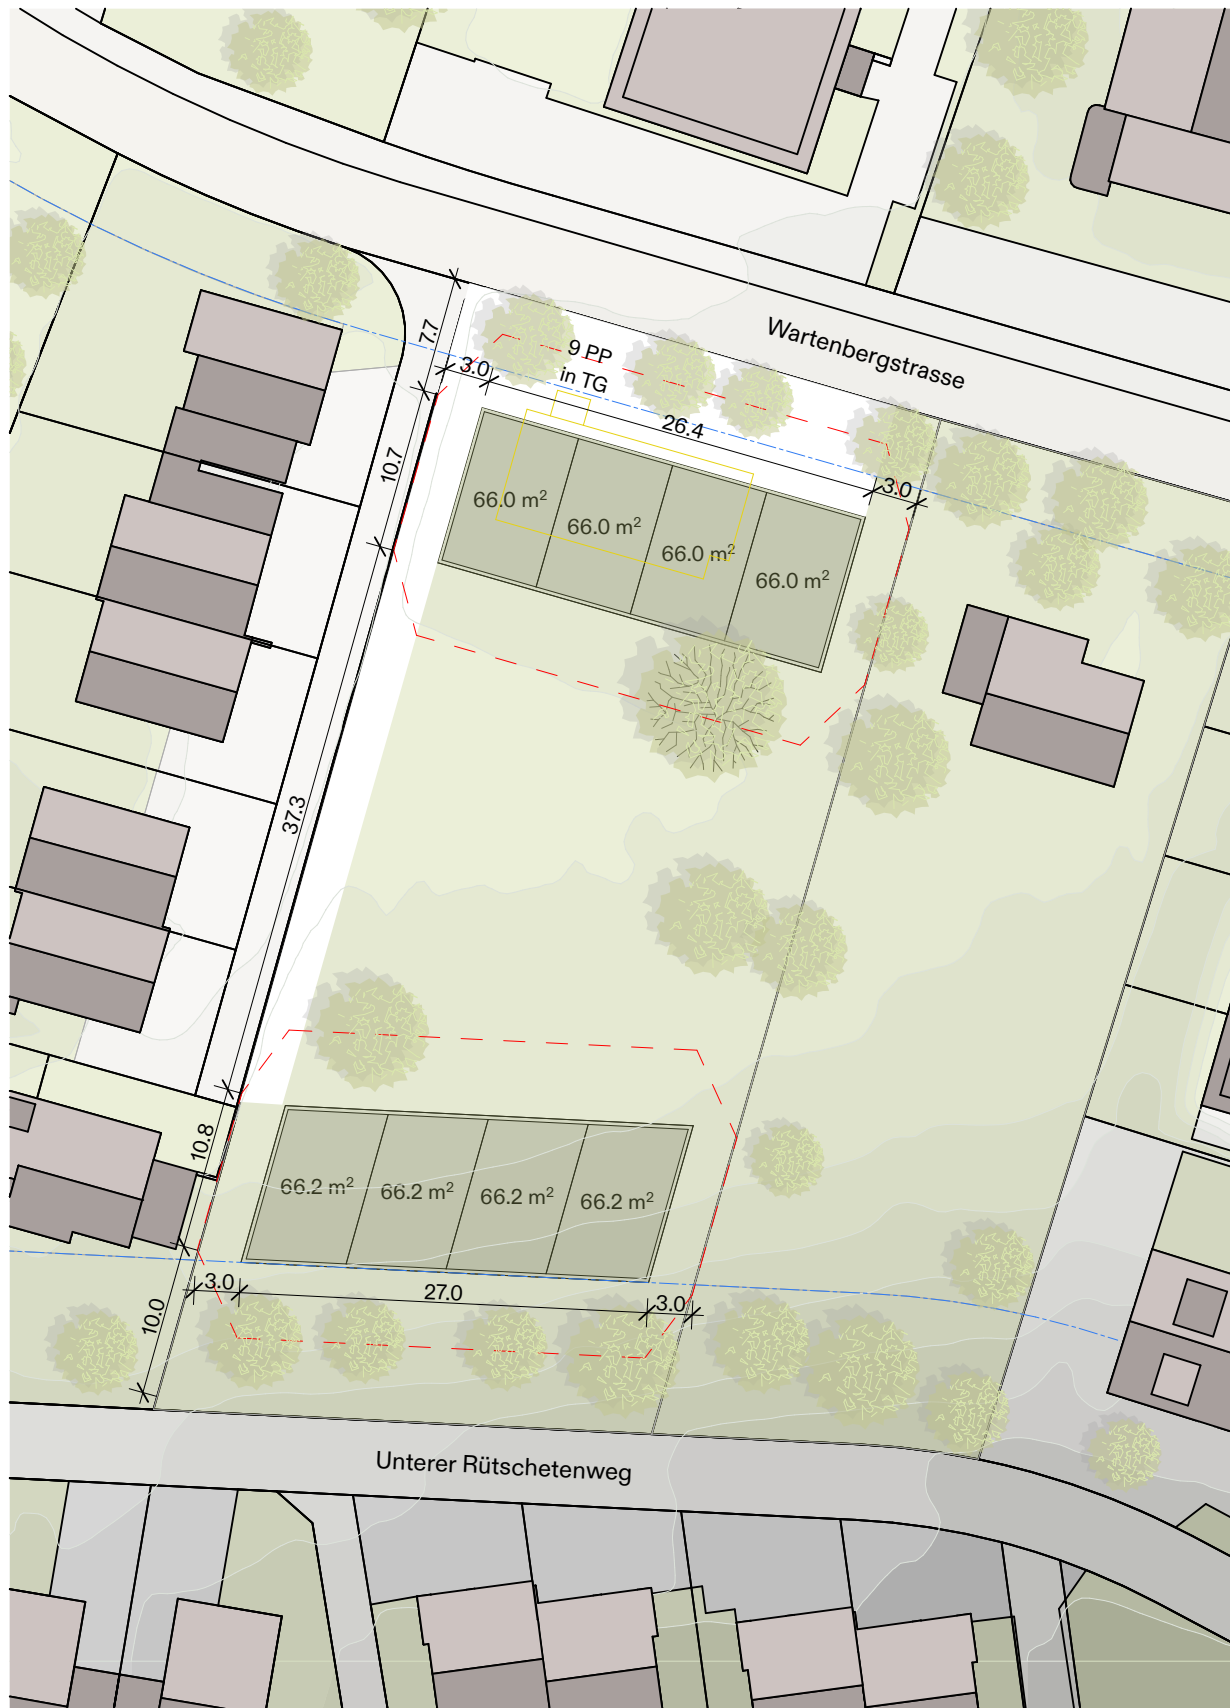 Wartenbergstrasse
7.7
9 PP
in TG
3.0
26.4
10.7
3.0
66.0 m²
66.0 m²
66.0 m²
66.0 m²
37.3
10.8
66.2 m²
66.2 m²
66.2 m²
66.2 m²
3.0
27.0
3.0
10.0
Unterer Rütschetenweg